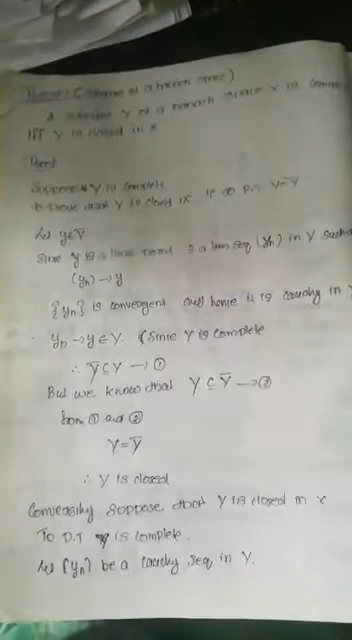 Theorem: (subspace of a banach space)
A subspace Y of a banach space X is complete
iff Y is closed in X
Proof
Suppose Y is complete
To prove that Y is closed ie to p.t Y=Y̅
Let y∈Y̅
Since y is a limit point ∃ a seq (yn) in Y such
(yn)→y
{yn} is convergent and hence it is cauchy in Y
yn→y∈Y. (Since Y is complete
∴ Y̅⊆Y →①
But we know that Y⊆Y̅ →②
from ① and ②
Y=Y̅
∴ Y is closed
Conversely suppose that Y is closed in X
To P.T Y is complete.
Let {yn} be a cauchy seq in Y.